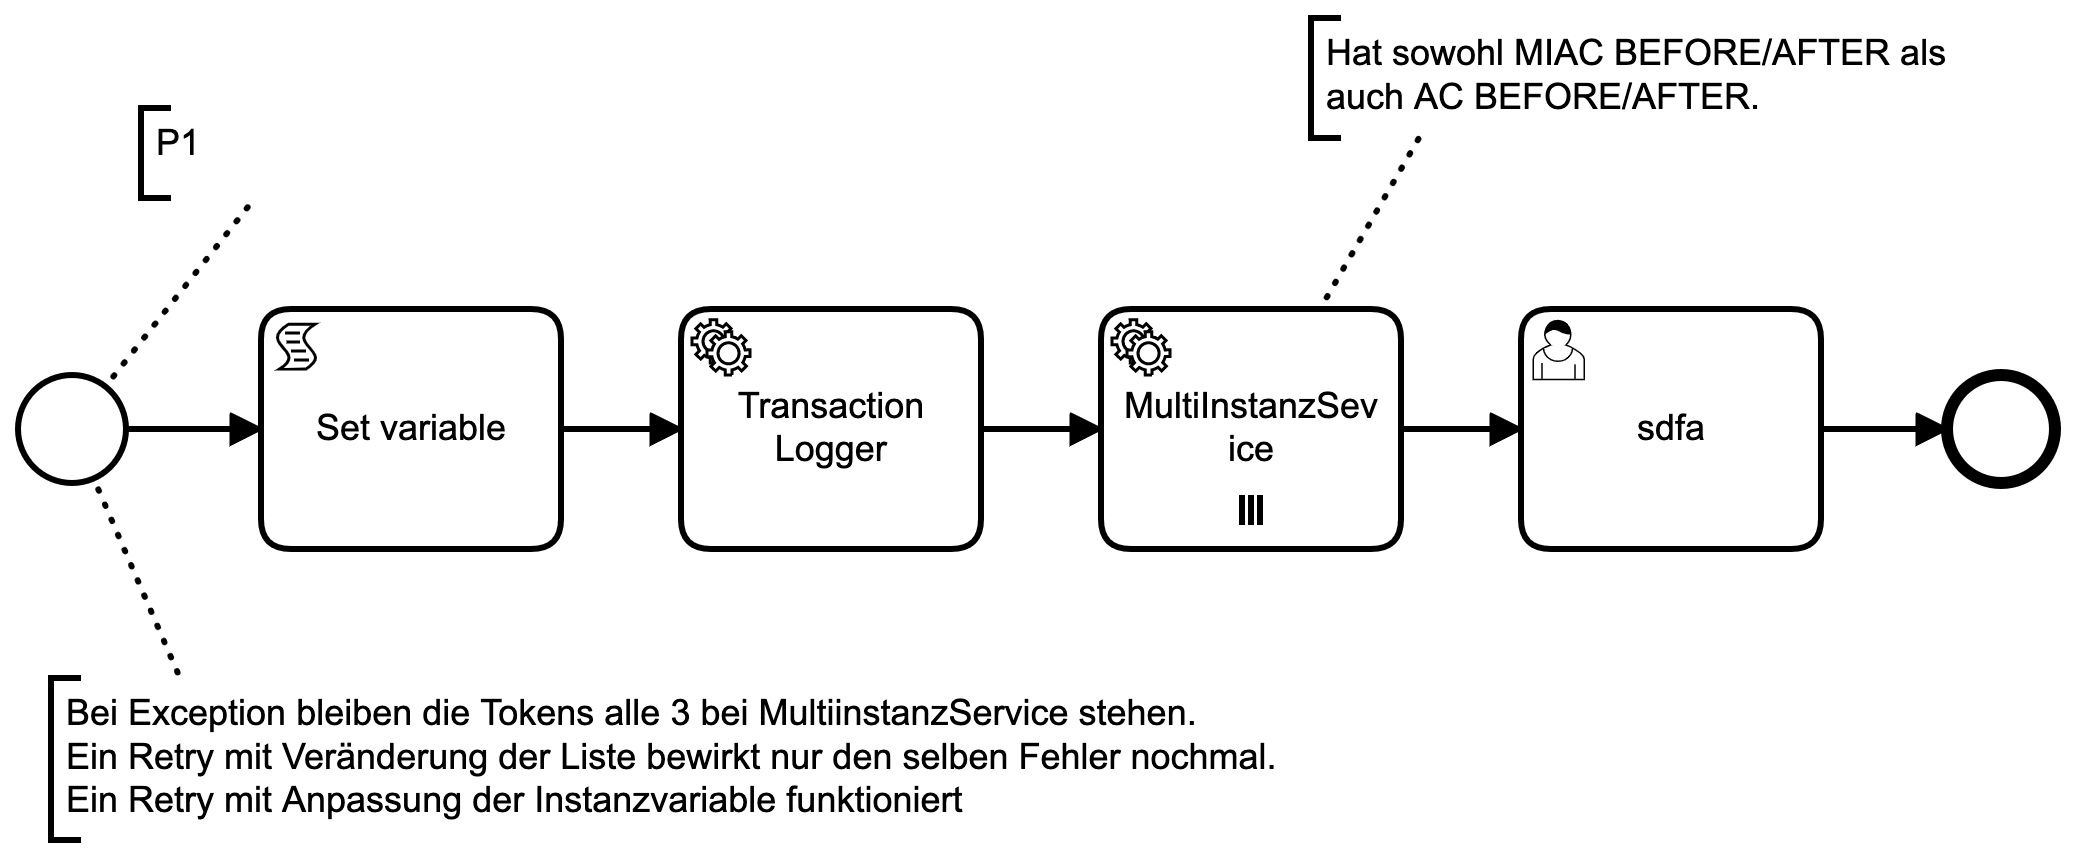 Hat sowohl MIAC BEFORE/AFTER als
auch AC BEFORE/AFTER.
P1
Set variable
Transaction
Logger
MultiInstanzSev
ice
sdfa
Bei Exception bleiben die Tokens alle 3 bei MultiinstanzService stehen.
Ein Retry mit Veränderung der Liste bewirkt nur den selben Fehler nochmal.
Ein Retry mit Anpassung der Instanzvariable funktioniert